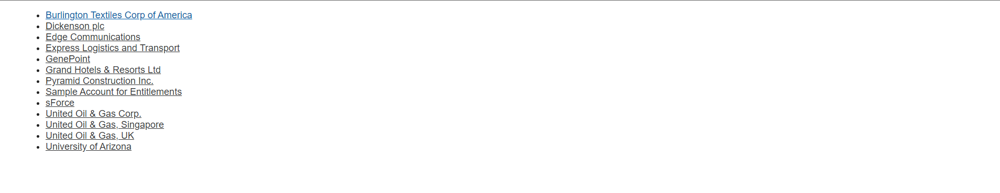 Burlington Textiles Corp of America
Dickenson plc
Edge Communications
Express Logistics and Transport
GenePoint
Grand Hotels & Resorts Ltd
Pyramid Construction Inc.
Sample Account for Entitlements
sForce
United Oil & Gas Corp.
United Oil & Gas, Singapore
United Oil & Gas, UK
University of Arizona